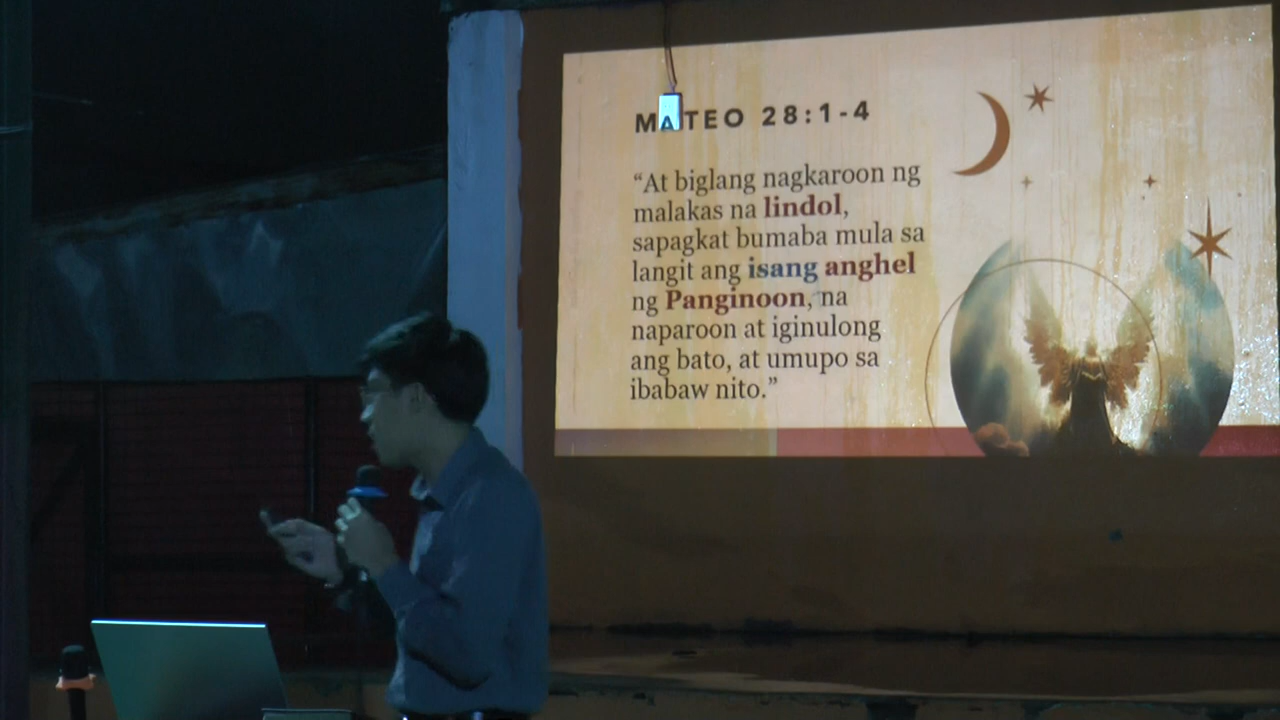 MATEO 28:1-4
“At biglang nagkaroon ng
malakas na lindol,
sapagkat bumaba mula sa
langit ang isang anghel
ng Panginoon, na
naparoon at iginulong
ang bato, at umupo sa
ibabaw nito.”